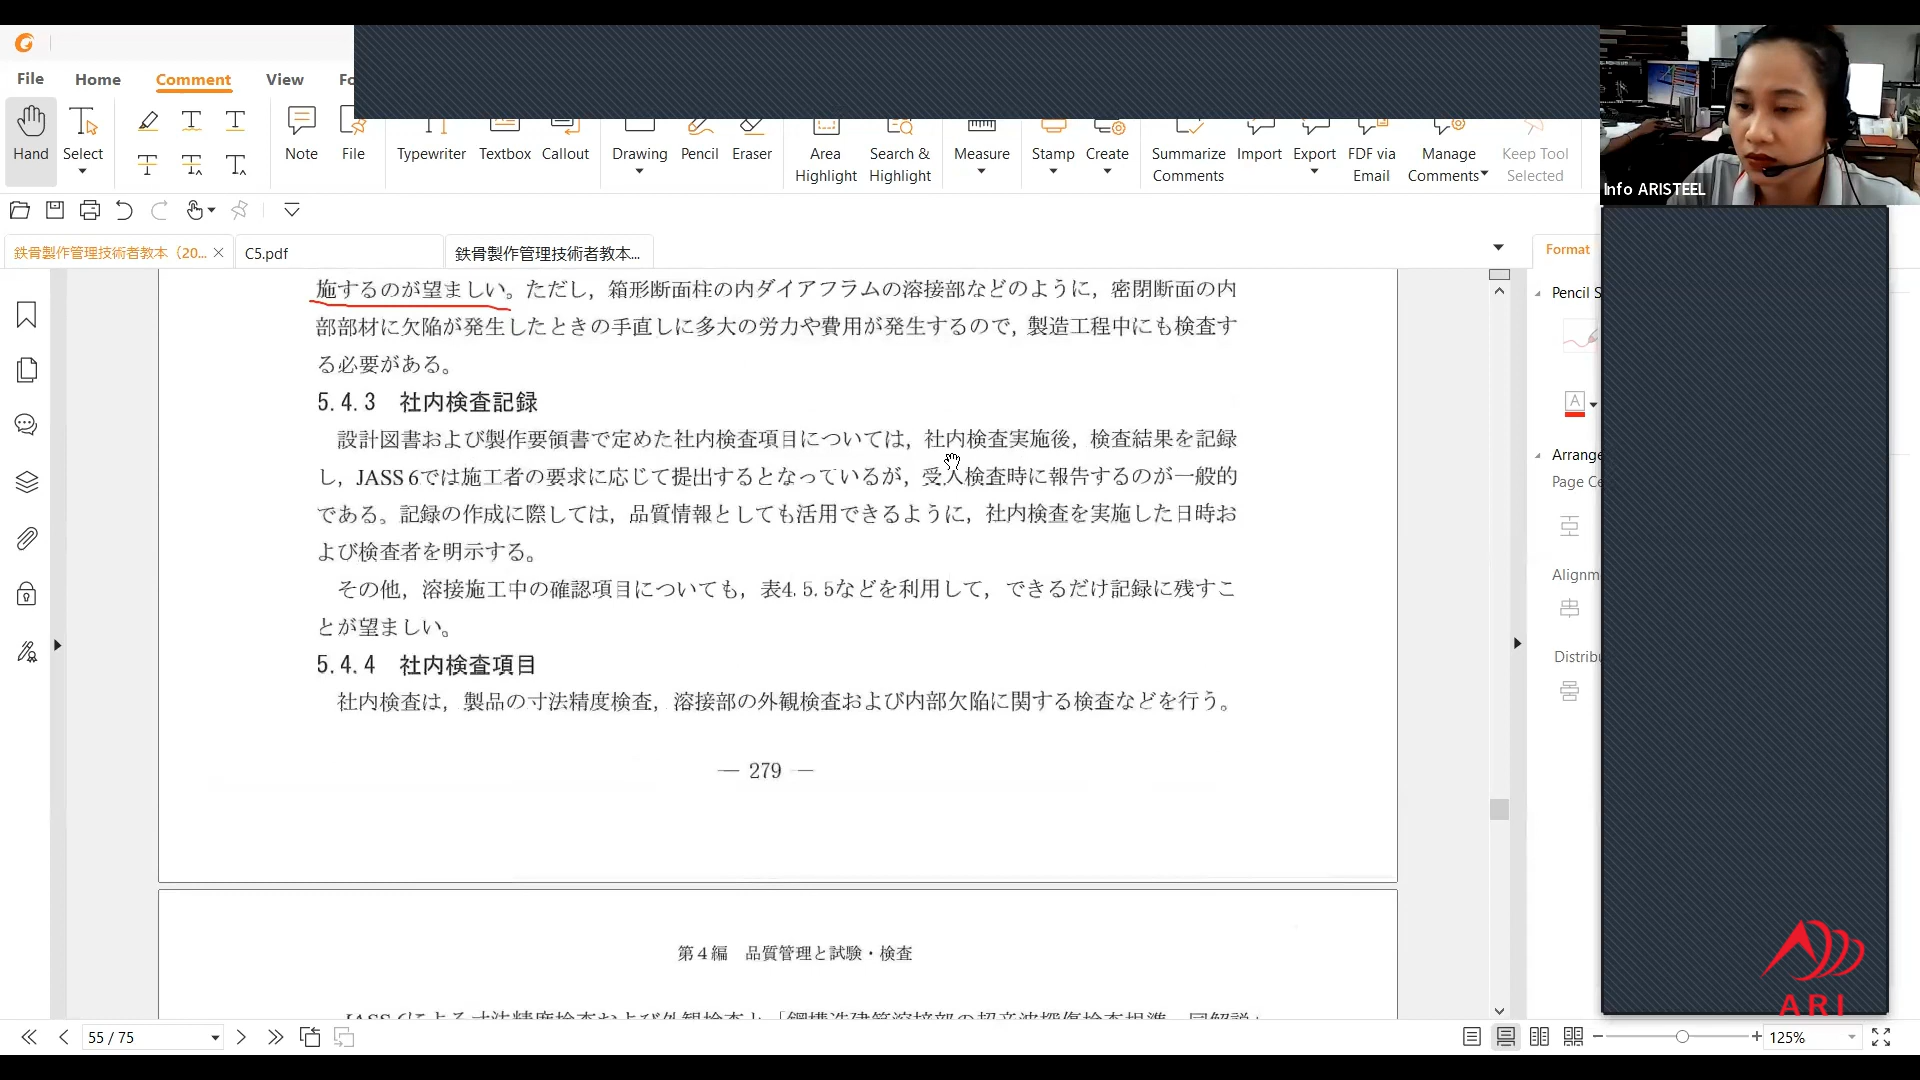 File
Home
Comment
View
Hand
Select
Note
File
Typewriter
Textbox
Callout
Drawing
Pencil
Eraser
Area Highlight
Search & Highlight
Measure
Stamp
Create
Summarize Comments
Import
Export
FDF via Email
Manage Comments
Keep Tool Selected
Info ARISTEEL
鉄骨製作管理技術者教本（20...
C5.pdf
鉄骨製作管理技術者教本...
Format
Pencil S
Arrange
Page Ce
Alignm
Distribu
施するのが望ましい。ただし，箱形断面柱の内ダイアフラムの溶接部などのように，密閉断面の内
部部材に欠陥が発生したときの手直しに多大の労力や費用が発生するので，製造工程中にも検査す
る必要がある。
5.4.3 社内検査記録
設計図書および製作要領書で定めた社内検査項目については，社内検査実施後，検査結果を記録
し，JASS 6では施工者の要求に応じて提出するとなっているが，受入検査時に報告するのが一般的
である。記録の作成に際しては，品質情報としても活用できるように，社内検査を実施した日時お
よび検査者を明示する。
その他，溶接施工中の確認項目についても，表4.5.5などを利用して，できるだけ記録に残すこ
とが望ましい。
5.4.4 社内検査項目
社内検査は，製品の寸法精度検査，溶接部の外観検査および内部欠陥に関する検査などを行う。
— 279 —
第４編 品質管理と試験・検査
ARI
55 / 75
125%